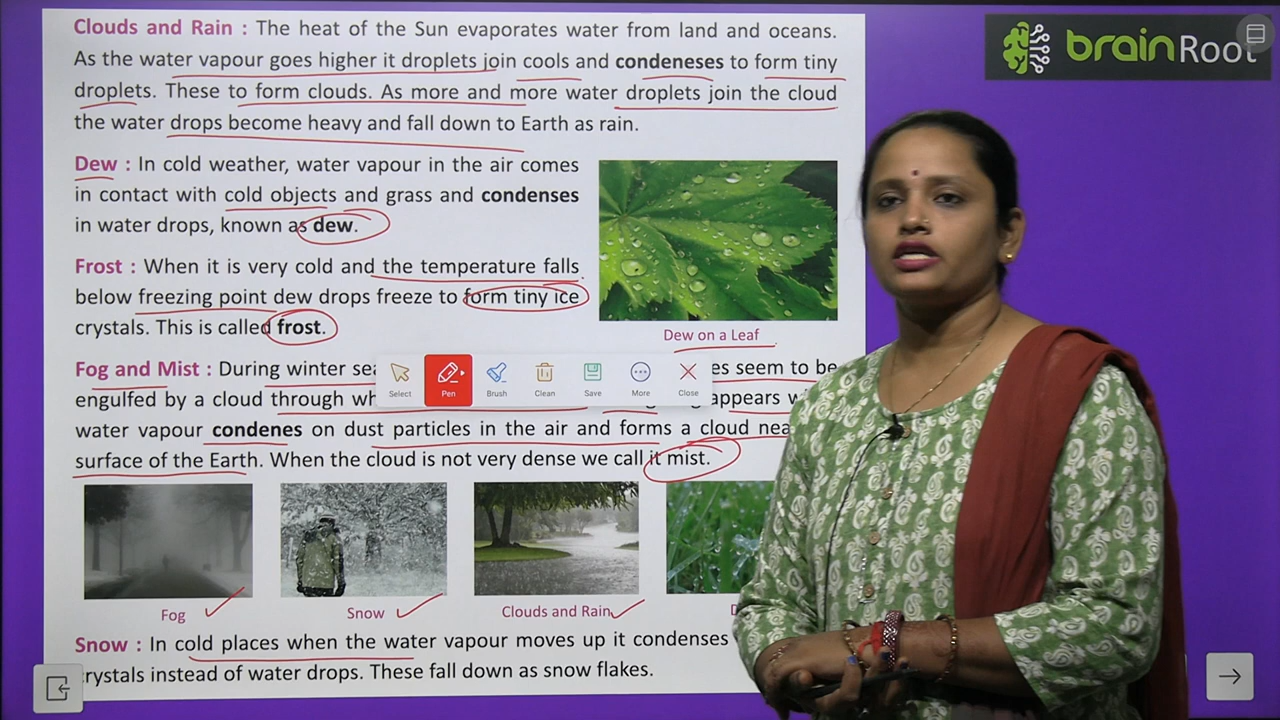 Clouds and Rain : The heat of the Sun evaporates water from land and oceans.
As the water vapour goes higher it droplets join cools and condeneses to form tiny
droplets. These to form clouds. As more and more water droplets join the cloud
the water drops become heavy and fall down to Earth as rain.
Dew : In cold weather, water vapour in the air comes
in contact with cold objects and grass and condenses
in water drops, known as dew.
Frost : When it is very cold and the temperature falls
below freezing point dew drops freeze to form tiny ice
crystals. This is called frost.
Dew on a Leaf
Fog and Mist : During winter
es seem to be
engulfed by a cloud through
appears
water vapour condenes on dust particles in the air and forms a cloud
surface of the Earth. When the cloud is not very dense we call it mist.
Select
Pen
Brush
Clean
Save
More
Close
Fog
Snow
Clouds and Rain
Snow : In cold places when the water vapour moves up it condenses
crystals instead of water drops. These fall down as snow flakes.
brainRoot